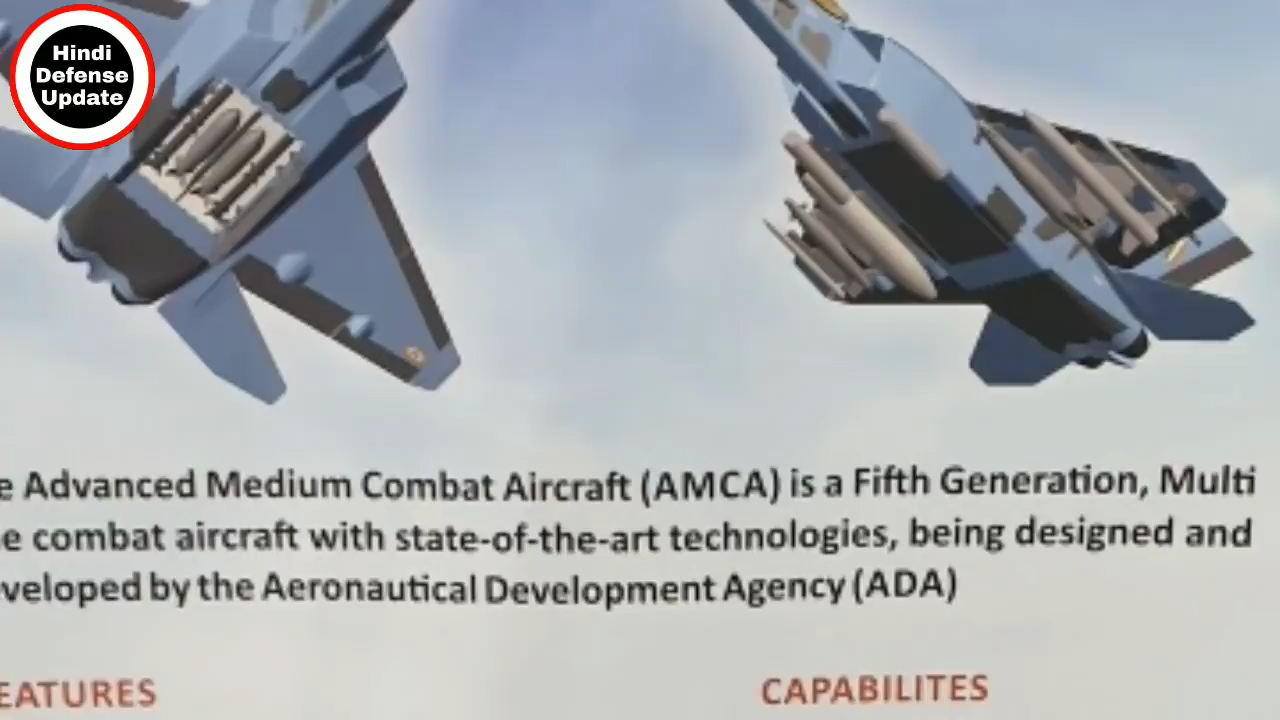 Hindi
Defense
Update
e Advanced Medium Combat Aircraft (AMCA) is a Fifth Generation, Multi
e combat aircraft with state-of-the-art technologies, being designed and
veloped by the Aeronautical Development Agency (ADA)
EATURES
CAPABILITES